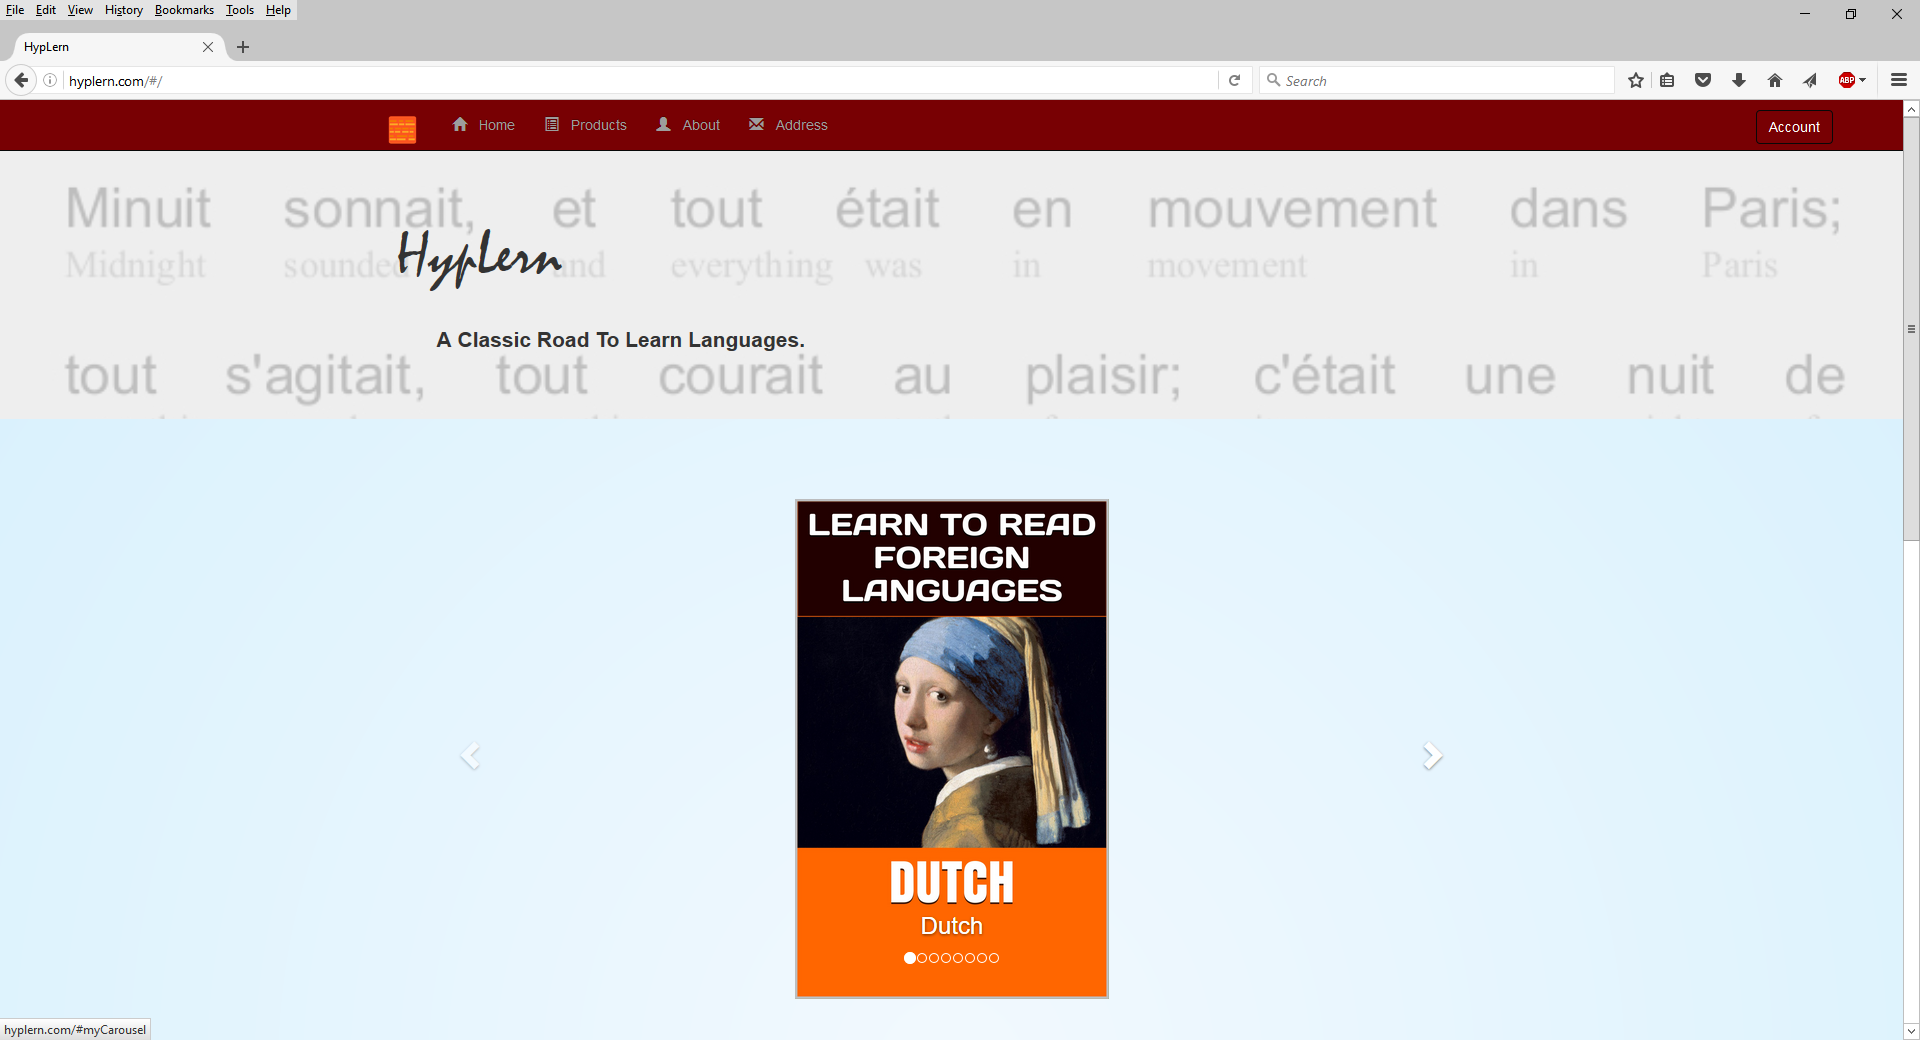 File Edit View History Bookmarks Tools Help
HypLern
hyplern.com/#/
Search
ABP
Home Products About Address
Account
Minuit sonnait, et tout était en mouvement dans Paris;
Midnight sounded and everything was in movement in Paris
HypLern
A Classic Road To Learn Languages.
tout s'agitait, tout courait au plaisir; c'était une nuit de
LEARN TO READ
FOREIGN
LANGUAGES
DUTCH
Dutch
hyplern.com/#myCarousel